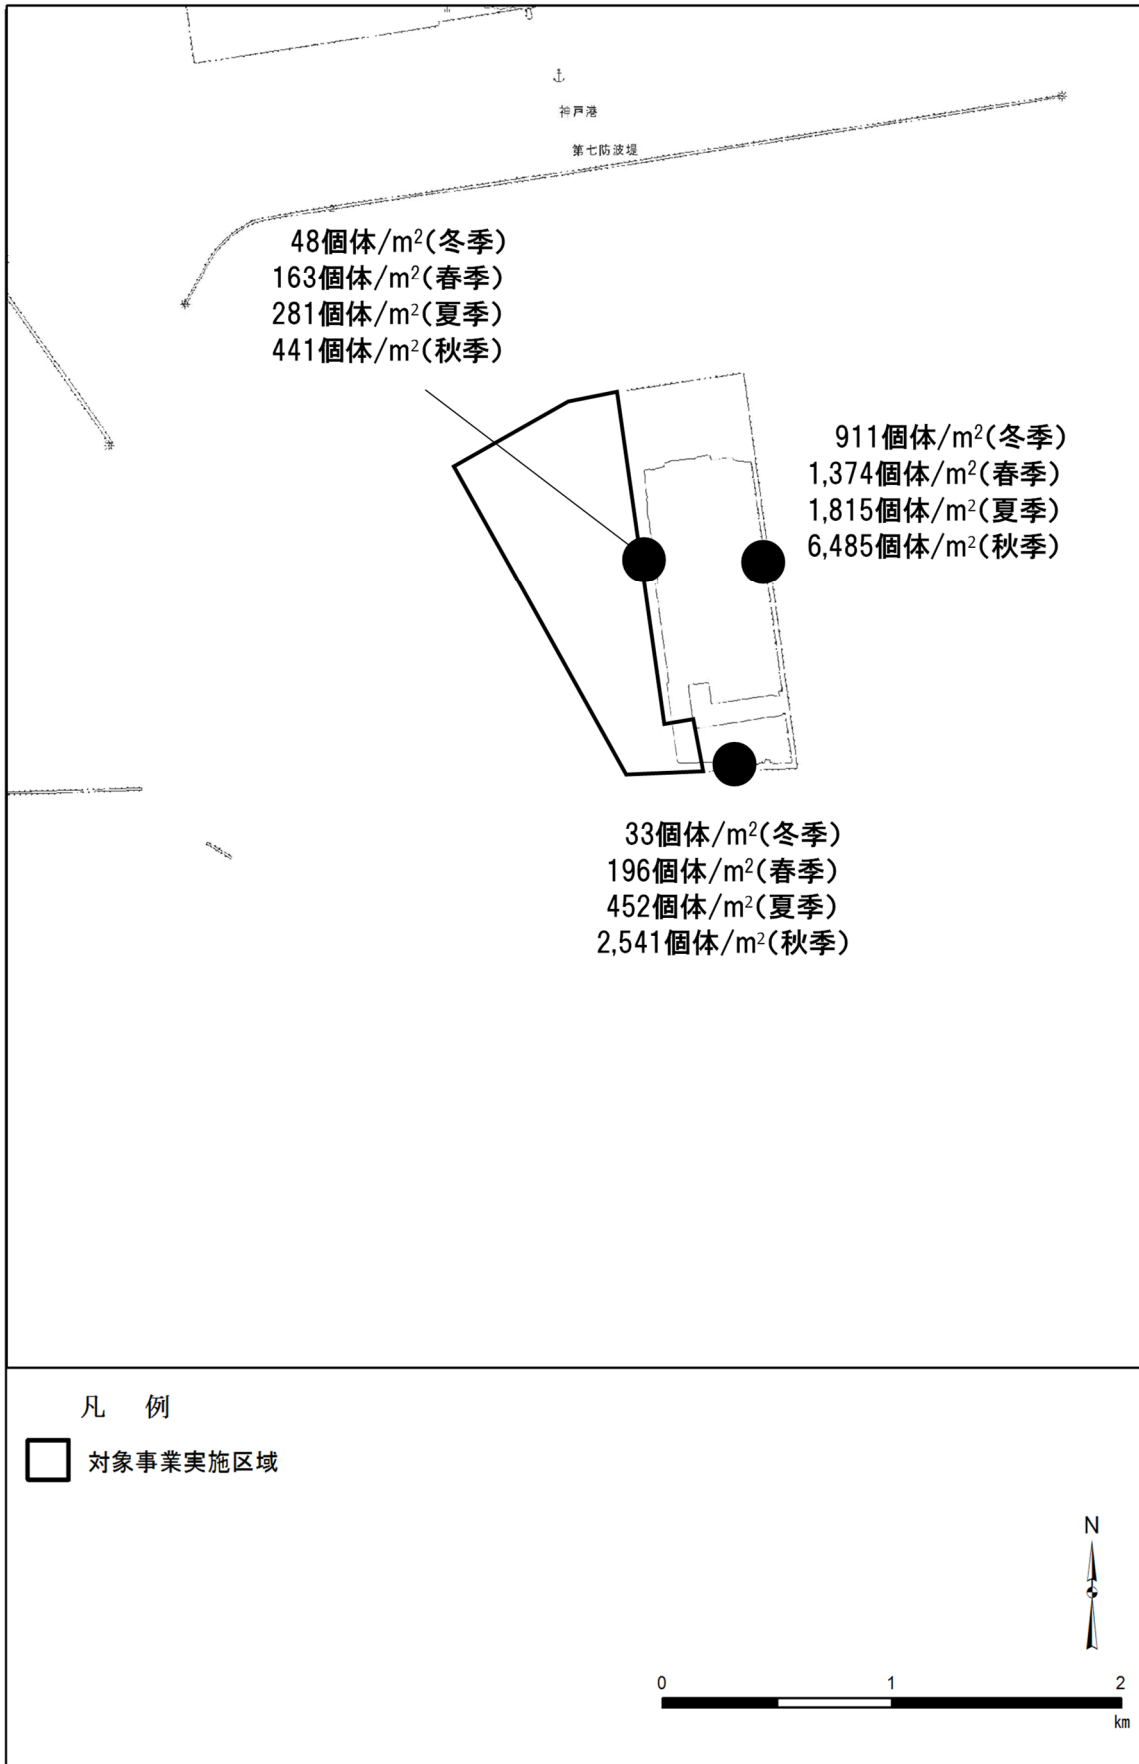 神戸港
第七防波堤
48個体/m²(冬季)
163個体/m²(春季)
281個体/m²(夏季)
441個体/m²(秋季)
911個体/m²(冬季)
1,374個体/m²(春季)
1,815個体/m²(夏季)
6,485個体/m²(秋季)
33個体/m²(冬季)
196個体/m²(春季)
452個体/m²(夏季)
2,541個体/m²(秋季)
凡 例
対象事業実施区域
N
0 1 2
km